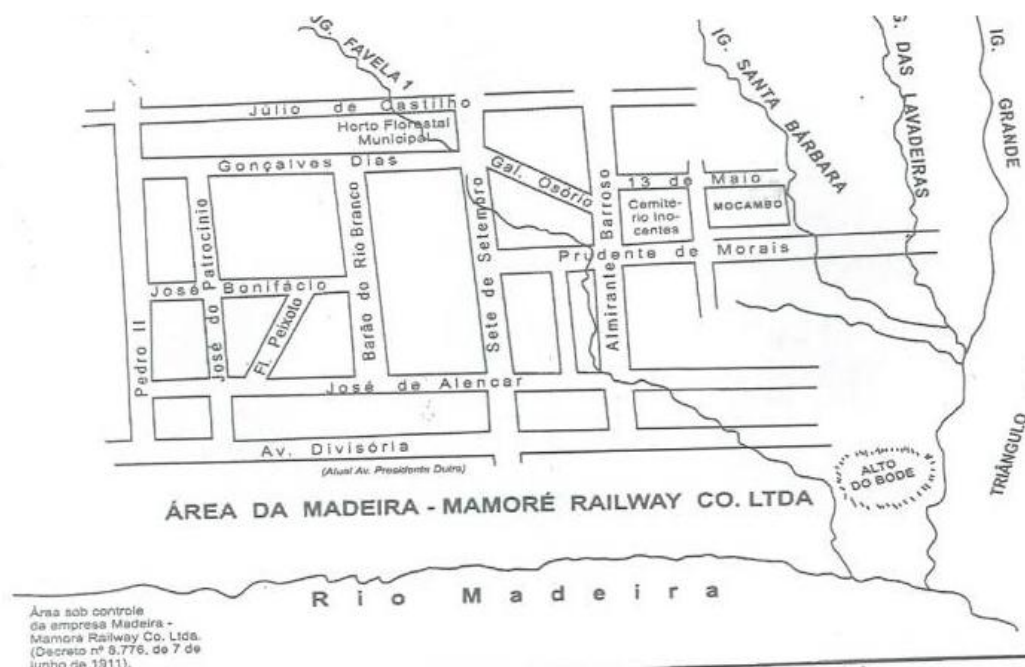 IG. FAVELA 1
IG. SANTA BÁRBARA
G. DAS LAVADEIRAS
IG. GRANDE
Júlio de Castilho
Horto Florestal
Municipal
Gonçalves Dias
Gal. Osório
13 de Maio
Cemité-
rio Ino-
centes
MOCAMBO
Prudente de Morais
José do Patrocínio
Barão do Rio Branco
Sete de Setembro
Almirante Barroso
José Bonifácio
Pedro II
Fl. Peixoto
José de Alencar
Av. Divisória
(Atual Av. Presidente Dutra)
ALTO
DO BODE
TRIÂNGULO
ÁREA DA MADEIRA - MAMORÉ RAILWAY CO. LTDA
Rio Madeira
Área sob controle
da empresa Madeira -
Mamoré Railway Co. Ltda.
(Decreto nº 8.776, de 7 de
junho de 1911).